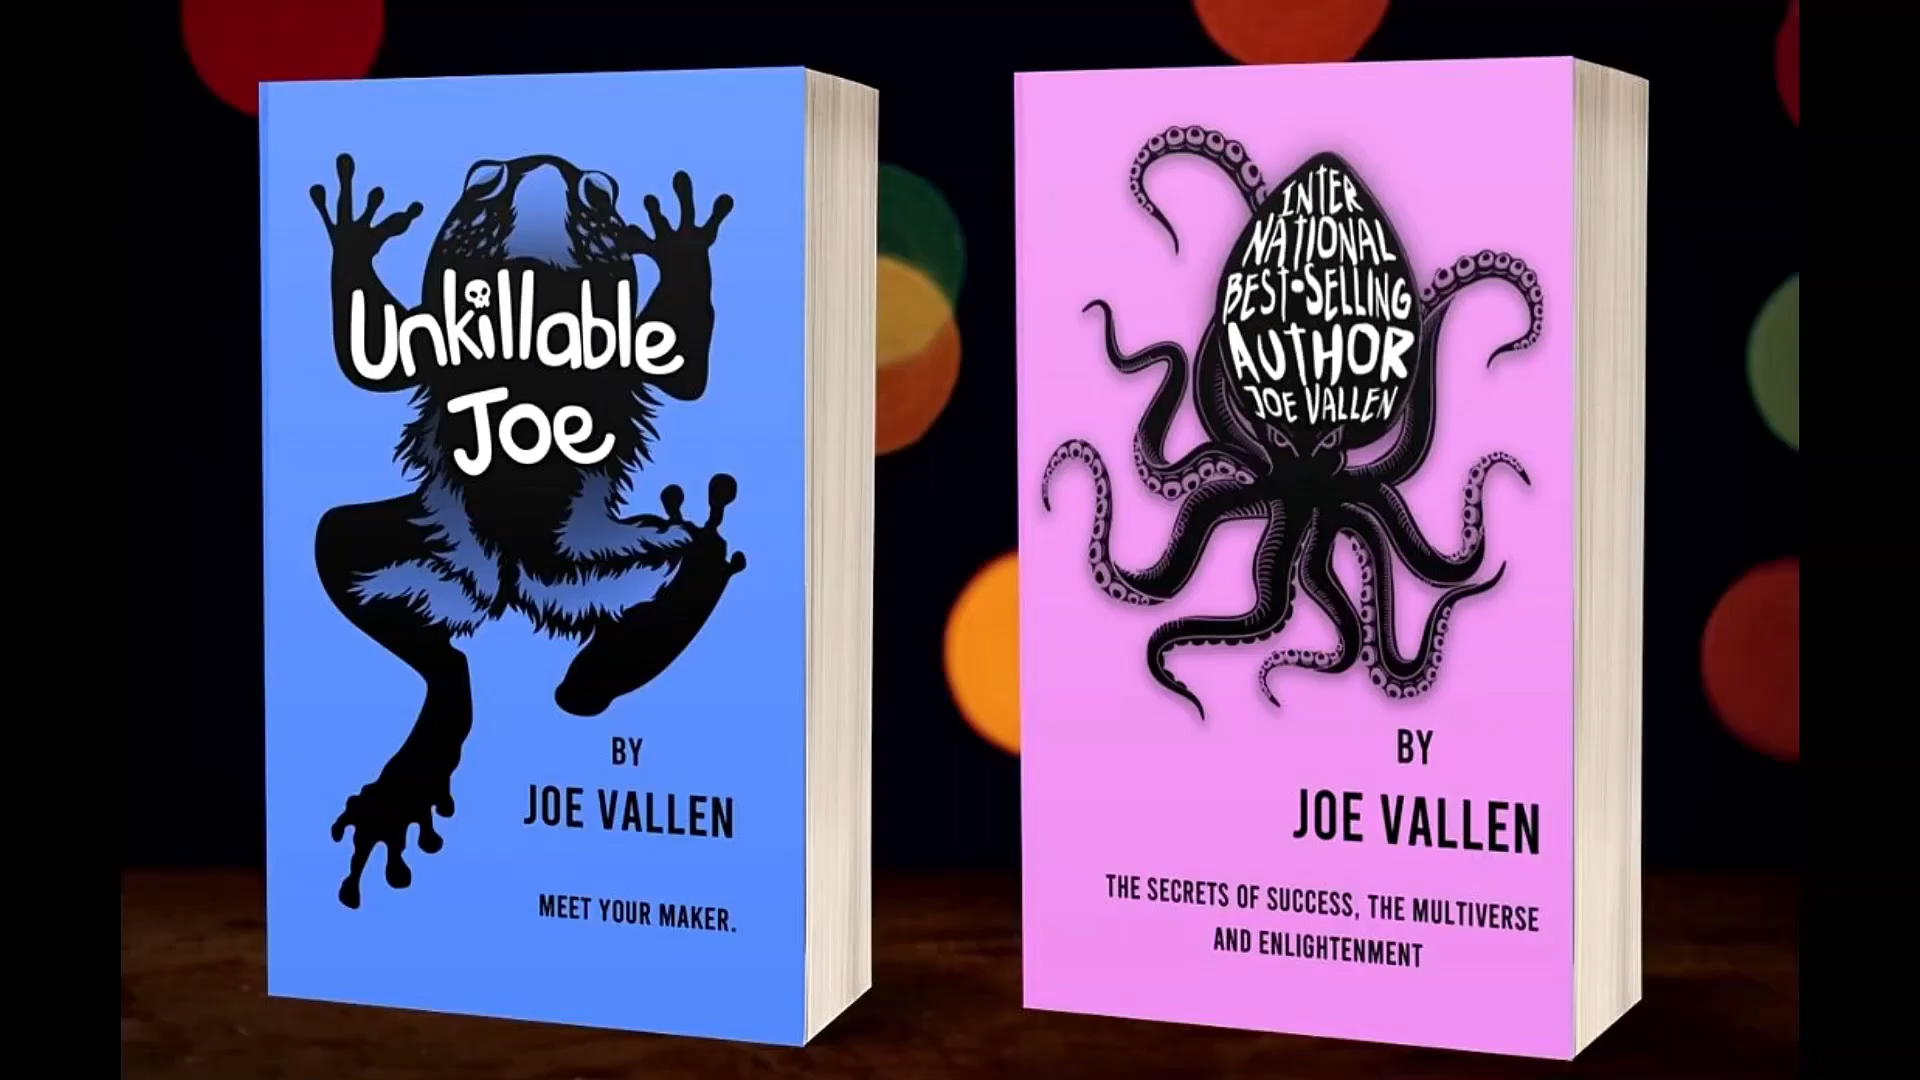 Unkillable
Joe
BY
JOE VALLEN
MEET YOUR MAKER.
INTER
NATIONAL
BEST•SELLING
AUTHOR
JOE VALLEN
BY
JOE VALLEN
THE SECRETS OF SUCCESS, THE MULTIVERSE
AND ENLIGHTENMENT